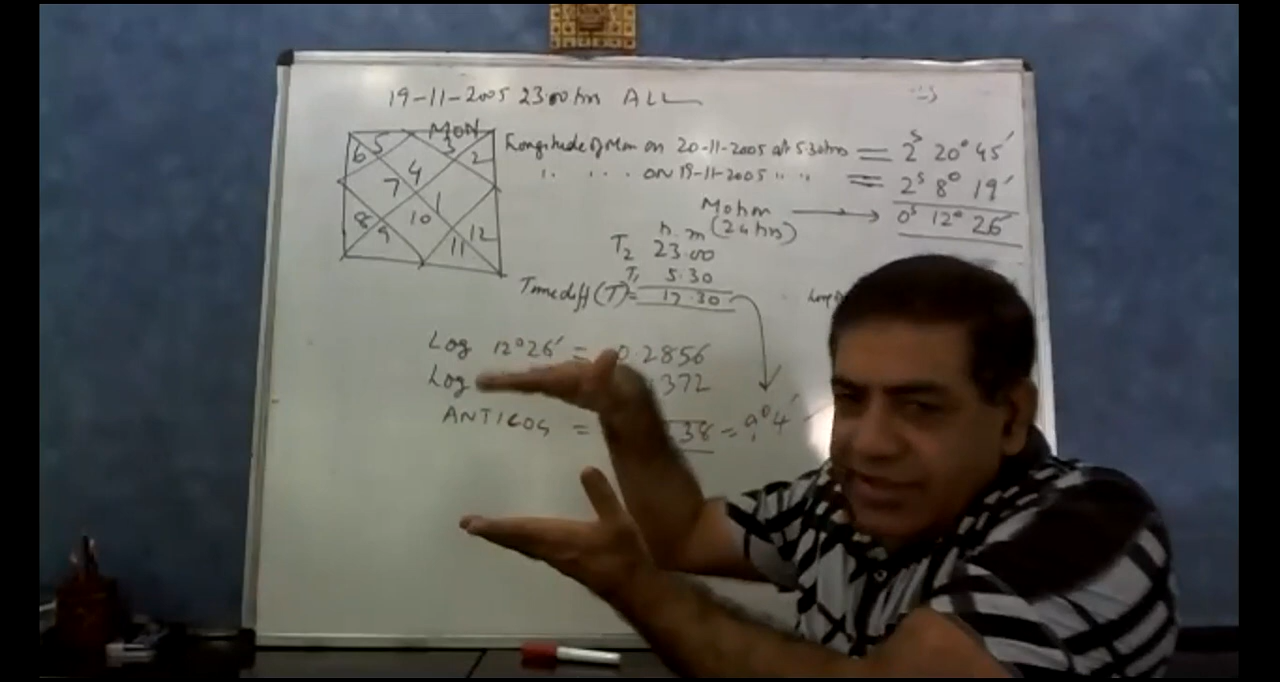 19-11-2005 23.00 hrs ALL
MON
6 5 3 2
4
7 1
10
8 9 11 12
Longitude of Mon on 20-11-2005 at 5.30 hrs = 2ˢ 20° 45′
,, ... ON 19-11-2005 ,, ,, = 2ˢ 8° 19′
Mohm → 0ˢ 12° 26′
(24 hrs)
h. m
T₂ 23.00
T₁ 5.30
Time diff (T) = 17.30
Log 12°26′ = 0.2856
Log 1372
ANTILOG = 38 = 9° 4′